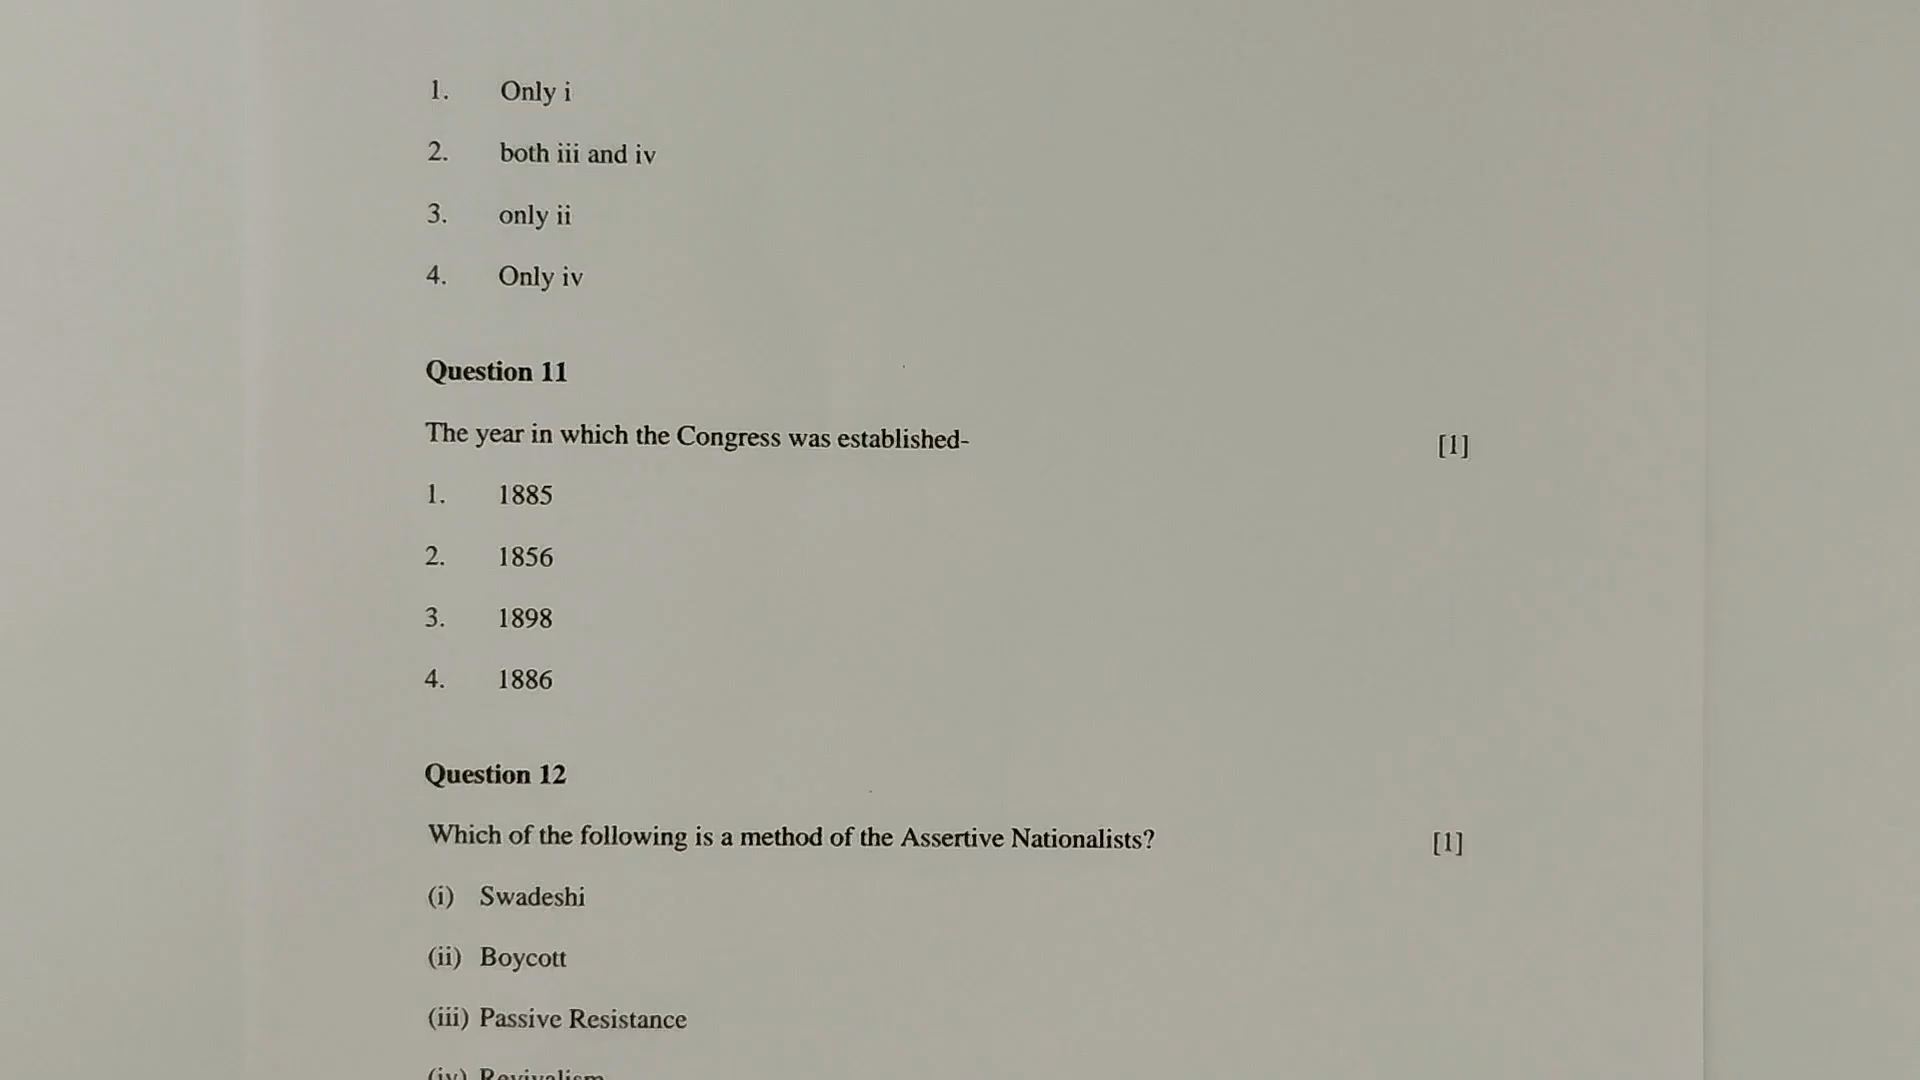 1. Only i
2. both iii and iv
3. only ii
4. Only iv
Question 11
The year in which the Congress was established- [1]
1. 1885
2. 1856
3. 1898
4. 1886
Question 12
Which of the following is a method of the Assertive Nationalists? [1]
(i) Swadeshi
(ii) Boycott
(iii) Passive Resistance
(iv) Revivalism